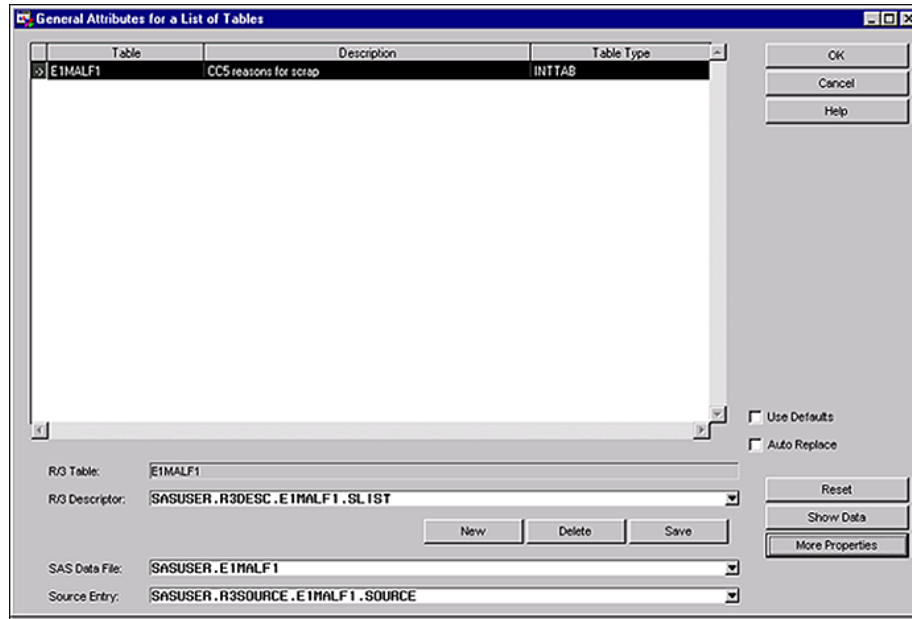 General Attributes for a List of Tables
Table Description Table Type
E1MALF1 CC5 reasons for scrap INTTAB
OK
Cancel
Help
Use Defaults
Auto Replace
R/3 Table: E1MALF1
R/3 Descriptor: SASUSER.R3DESC.E1MALF1.SLIST
New Delete Save
Reset
Show Data
More Properties
SAS Data File: SASUSER.E1MALF1
Source Entry: SASUSER.R3SOURCE.E1MALF1.SOURCE